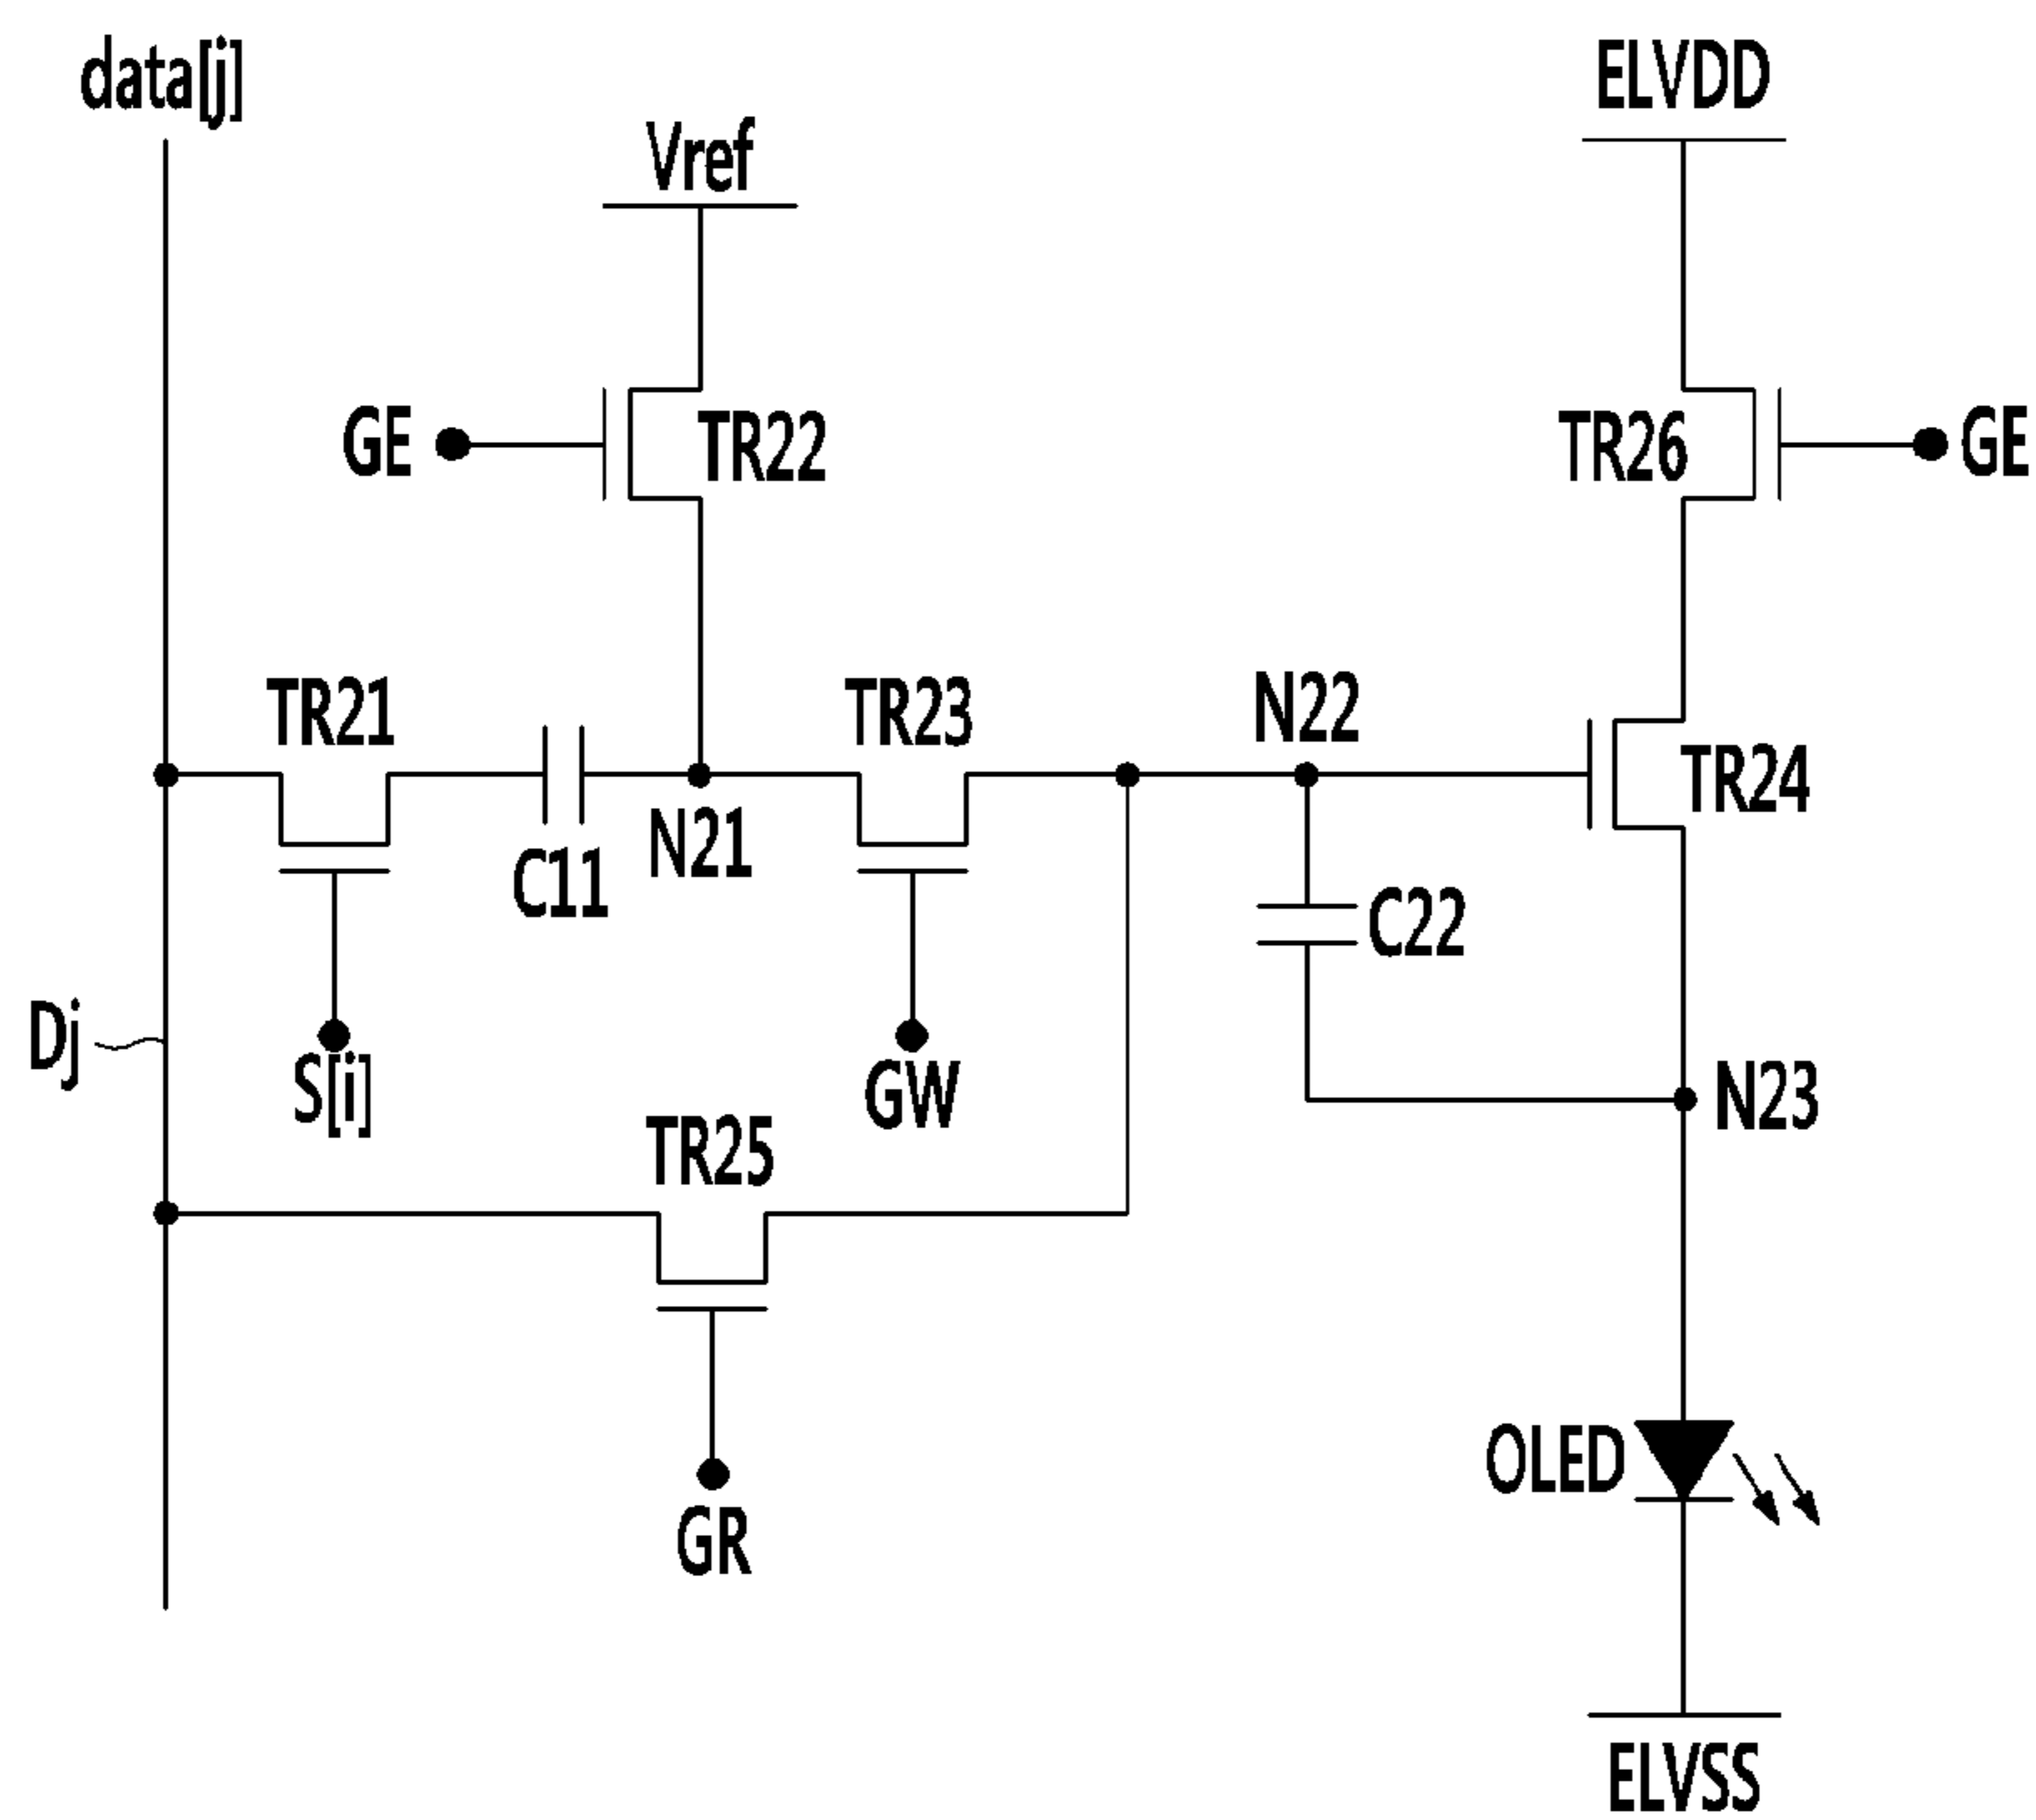 data[j]
ELVDD
Vref
GE
TR22
TR26
GE
TR21
TR23
N22
TR24
N21
C11
C22
Dj
S[i]
GW
N23
TR25
OLED
GR
ELVSS